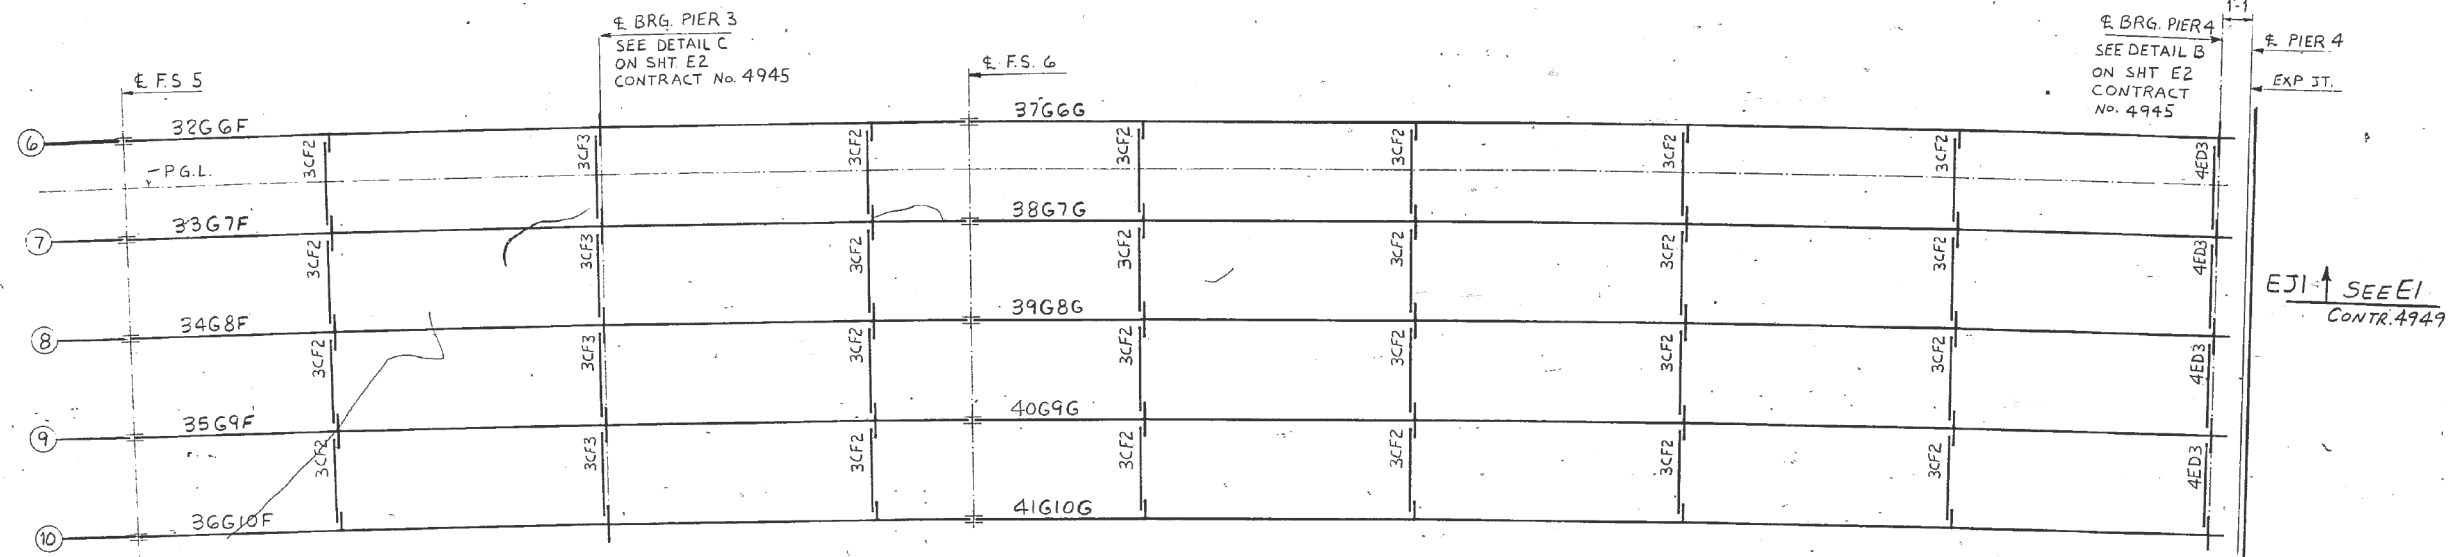 ℄ BRG. PIER 3
SEE DETAIL C
ON SHT. E2
CONTRACT No. 4945
℄ F.S 5
℄ F.S. 6
℄ BRG. PIER 4
SEE DETAIL B
ON SHT E2
CONTRACT
No. 4945
1'-1
℄ PIER 4
EXP JT.
6
32G6F
37G6G
3CF2
3CF3
3CF2
3CF2
3CF2
3CF2
3CF2
4ED3
P.G.L.
7
33G7F
38G7G
3CF2
3CF3
3CF2
3CF2
3CF2
3CF2
3CF2
4ED3
EJ1 SEE E1
CONTR. 4949
8
34G8F
39G8G
3CF2
3CF3
3CF2
3CF2
3CF2
3CF2
3CF2
4ED3
9
35G9F
40G9G
3CF2
3CF3
3CF2
3CF2
3CF2
3CF2
3CF2
4ED3
10
36G10F
41G10G